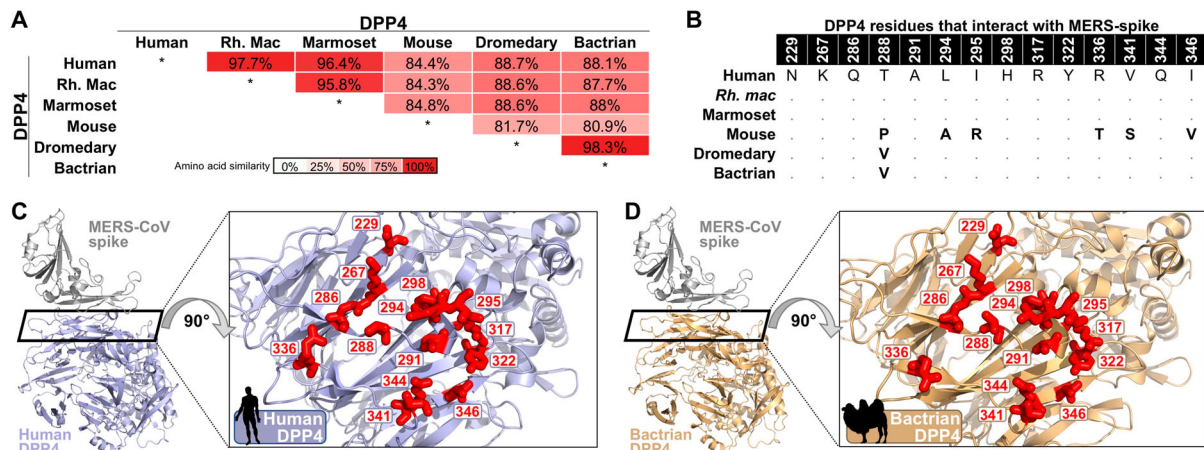 A
DPP4
Human Rh. Mac Marmoset Mouse Dromedary Bactrian
DPP4
Human * 97.7% 96.4% 84.4% 88.7% 88.1%
Rh. Mac * 95.8% 84.3% 88.6% 87.7%
Marmoset * 84.8% 88.6% 88%
Mouse * 81.7% 80.9%
Dromedary * 98.3%
Bactrian *
Amino acid similarity 0% 25% 50% 75% 100%
B
DPP4 residues that interact with MERS-spike
229 267 286 288 291 294 295 298 317 322 336 341 344 346
Human N K Q T A L I H R Y R V Q I
Rh. mac . . . . . . . . . . . . . .
Marmoset . . . . . . . . . . . . . .
Mouse . . . P . A R . . . T S . V
Dromedary . . . V . . . . . . . . . .
Bactrian . . . V . . . . . . . . . .
C
MERS-CoV
spike
90°
Human
DPP4
229
267
298
286
294
295
317
288
336
291
322
344
341
346
Human
DPP4
D
MERS-CoV
spike
90°
Bactrian
DPP4
229
267
298
286
294
295
317
288
336
291
322
344
341
346
Bactrian
DPP4